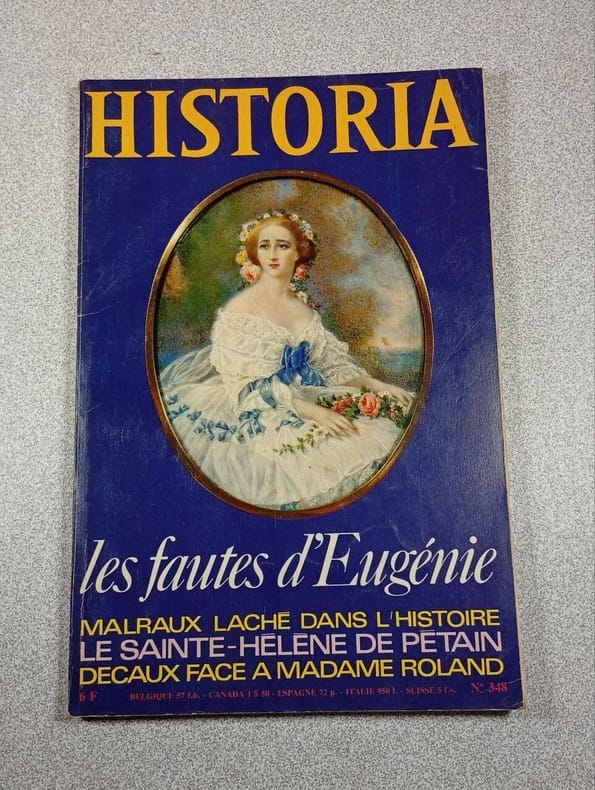 HISTORIA
les fautes d'Eugénie
MALRAUX LACHÉ DANS L'HISTOIRE
LE SAINTE-HÉLÈNE DE PÉTAIN
DECAUX FACE A MADAME ROLAND
6 F BELGIQUE 57 f.b. - CANADA 1 $ 50 - ESPAGNE 72 p. - ITALIE 950 l. - SUISSE 5 f.s. N° 348